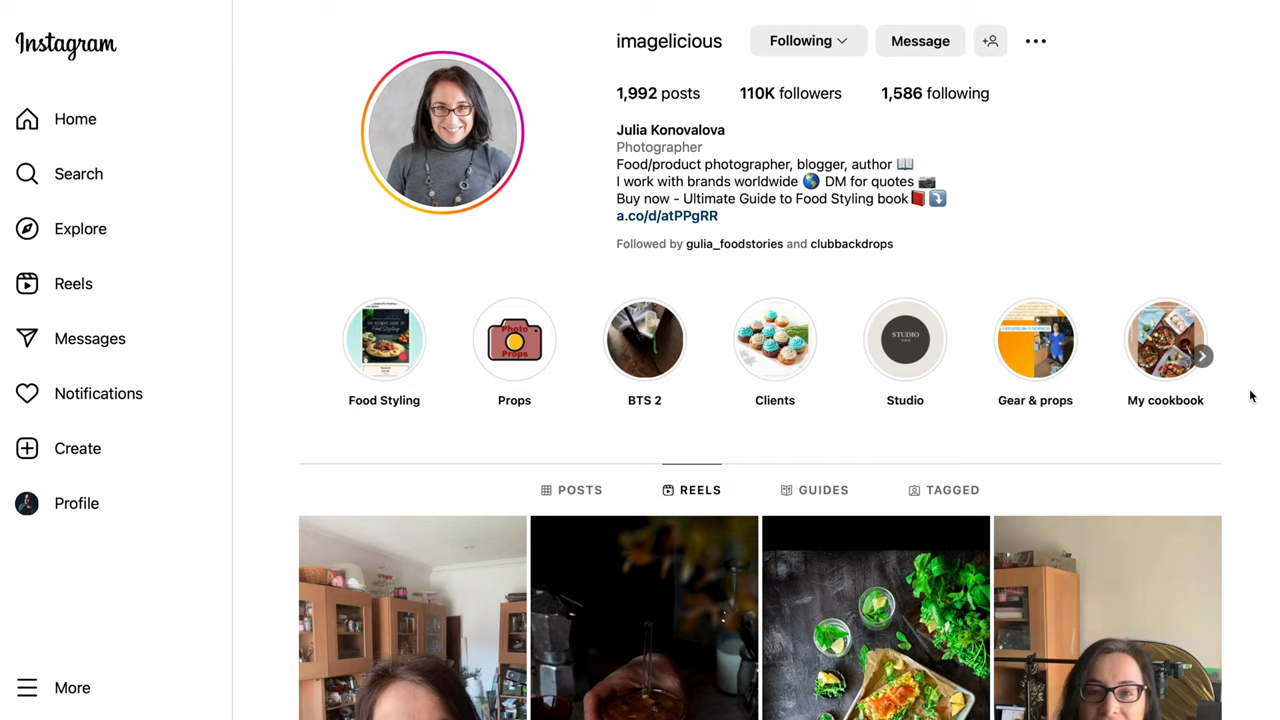 Instagram
Home
Search
Explore
Reels
Messages
Notifications
Create
Profile
More
imagelicious Following Message
1,992 posts 110K followers 1,586 following
Julia Konovalova
Photographer
Food/product photographer, blogger, author 📖
I work with brands worldwide 🌎 DM for quotes 📷
Buy now - Ultimate Guide to Food Styling book📕⤵️
a.co/d/atPPgRR
Followed by gulia_foodstories and clubbackdrops
Photo
Props
STUDIO
Food Styling Props BTS 2 Clients Studio Gear & props My cookbook
POSTS REELS GUIDES TAGGED